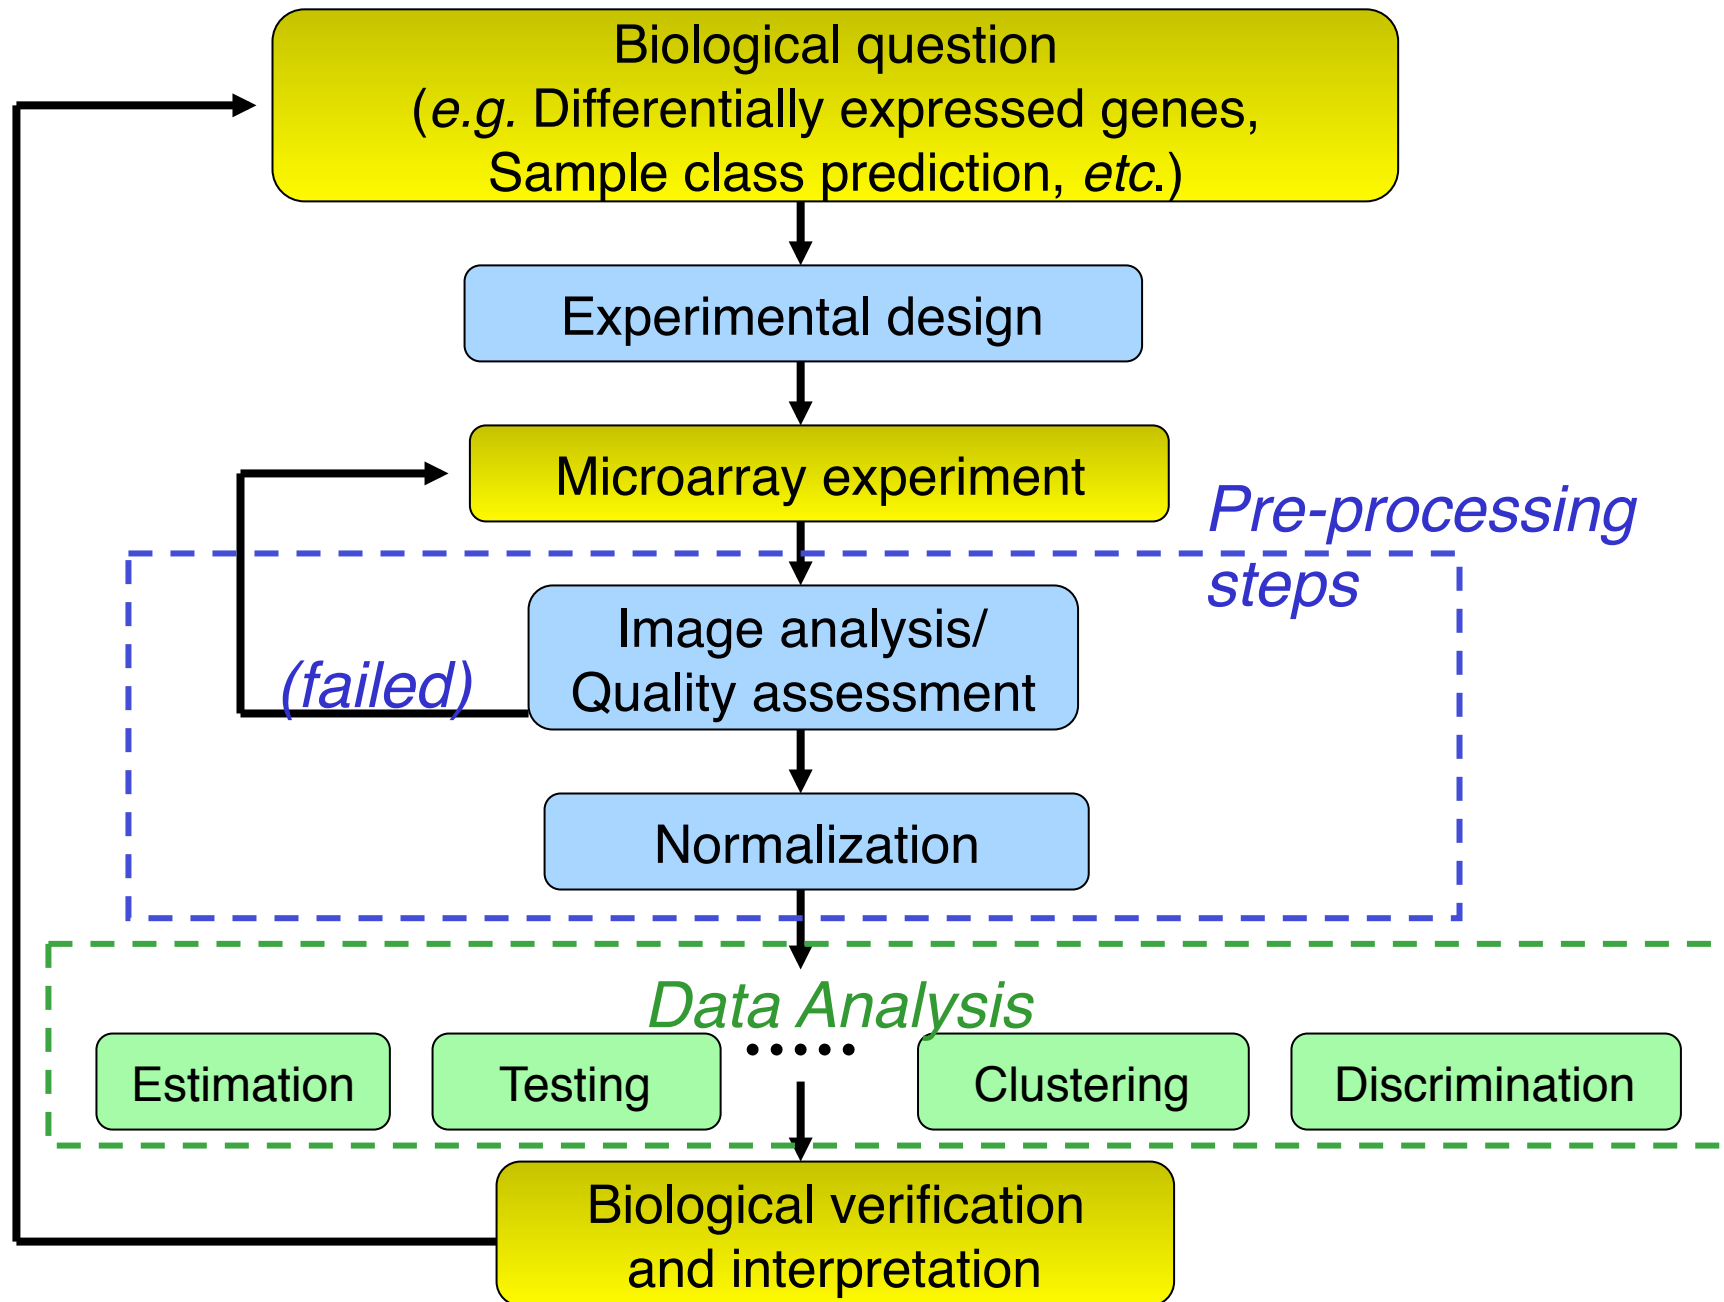 Biological question
(e.g. Differentially expressed genes,
Sample class prediction, etc.)
Experimental design
Microarray experiment
Pre-processing
steps
Image analysis/
Quality assessment
(failed)
Normalization
Data Analysis
Estimation
Testing
.....
Clustering
Discrimination
Biological verification
and interpretation